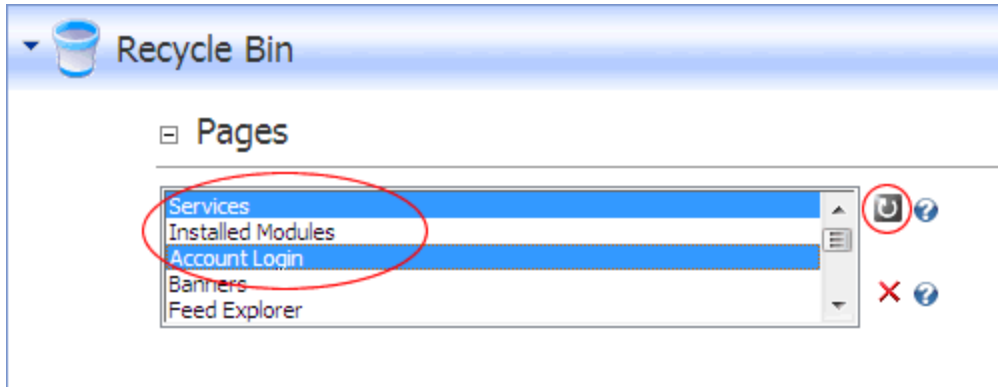 Recycle Bin
Pages
Services
Installed Modules
Account Login
Banners
Feed Explorer